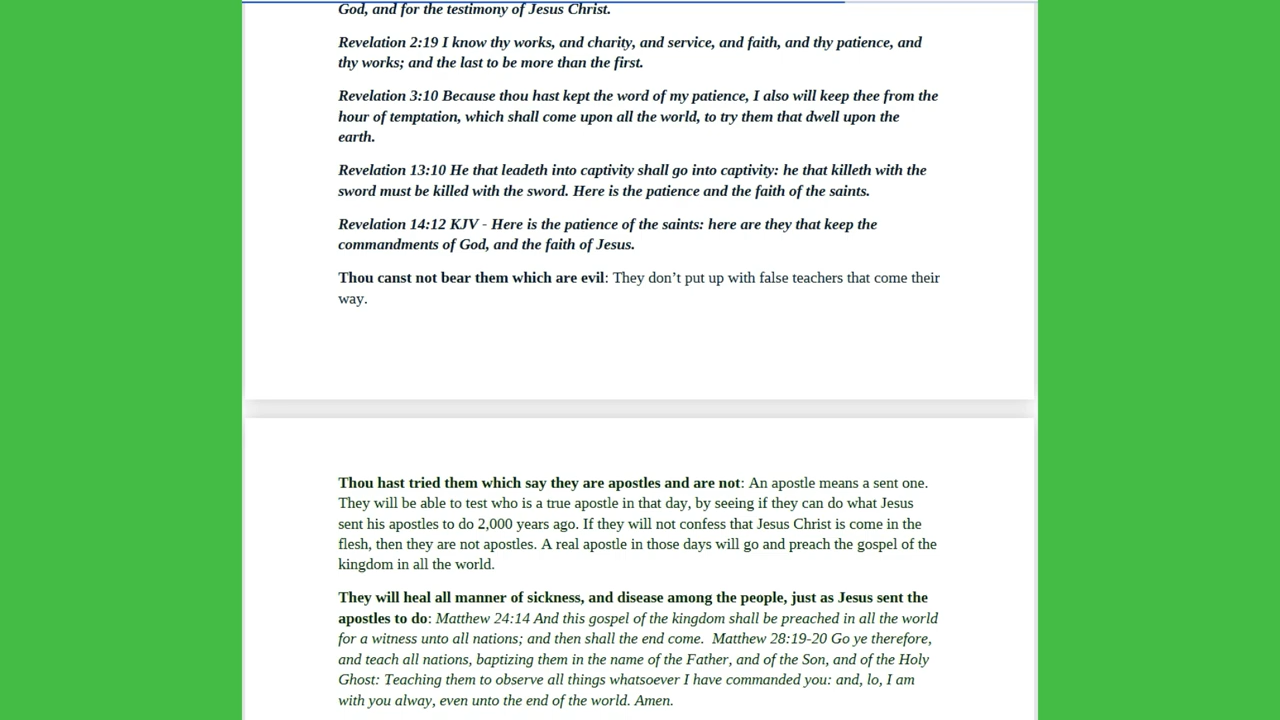 God, and for the testimony of Jesus Christ.
Revelation 2:19 I know thy works, and charity, and service, and faith, and thy patience, and
thy works; and the last to be more than the first.
Revelation 3:10 Because thou hast kept the word of my patience, I also will keep thee from the
hour of temptation, which shall come upon all the world, to try them that dwell upon the
earth.
Revelation 13:10 He that leadeth into captivity shall go into captivity: he that killeth with the
sword must be killed with the sword. Here is the patience and the faith of the saints.
Revelation 14:12 KJV - Here is the patience of the saints: here are they that keep the
commandments of God, and the faith of Jesus.
Thou canst not bear them which are evil: They don’t put up with false teachers that come their
way.
Thou hast tried them which say they are apostles and are not: An apostle means a sent one.
They will be able to test who is a true apostle in that day, by seeing if they can do what Jesus
sent his apostles to do 2,000 years ago. If they will not confess that Jesus Christ is come in the
flesh, then they are not apostles. A real apostle in those days will go and preach the gospel of the
kingdom in all the world.
They will heal all manner of sickness, and disease among the people, just as Jesus sent the
apostles to do: Matthew 24:14 And this gospel of the kingdom shall be preached in all the world
for a witness unto all nations; and then shall the end come.  Matthew 28:19-20 Go ye therefore,
and teach all nations, baptizing them in the name of the Father, and of the Son, and of the Holy
Ghost: Teaching them to observe all things whatsoever I have commanded you: and, lo, I am
with you alway, even unto the end of the world. Amen.